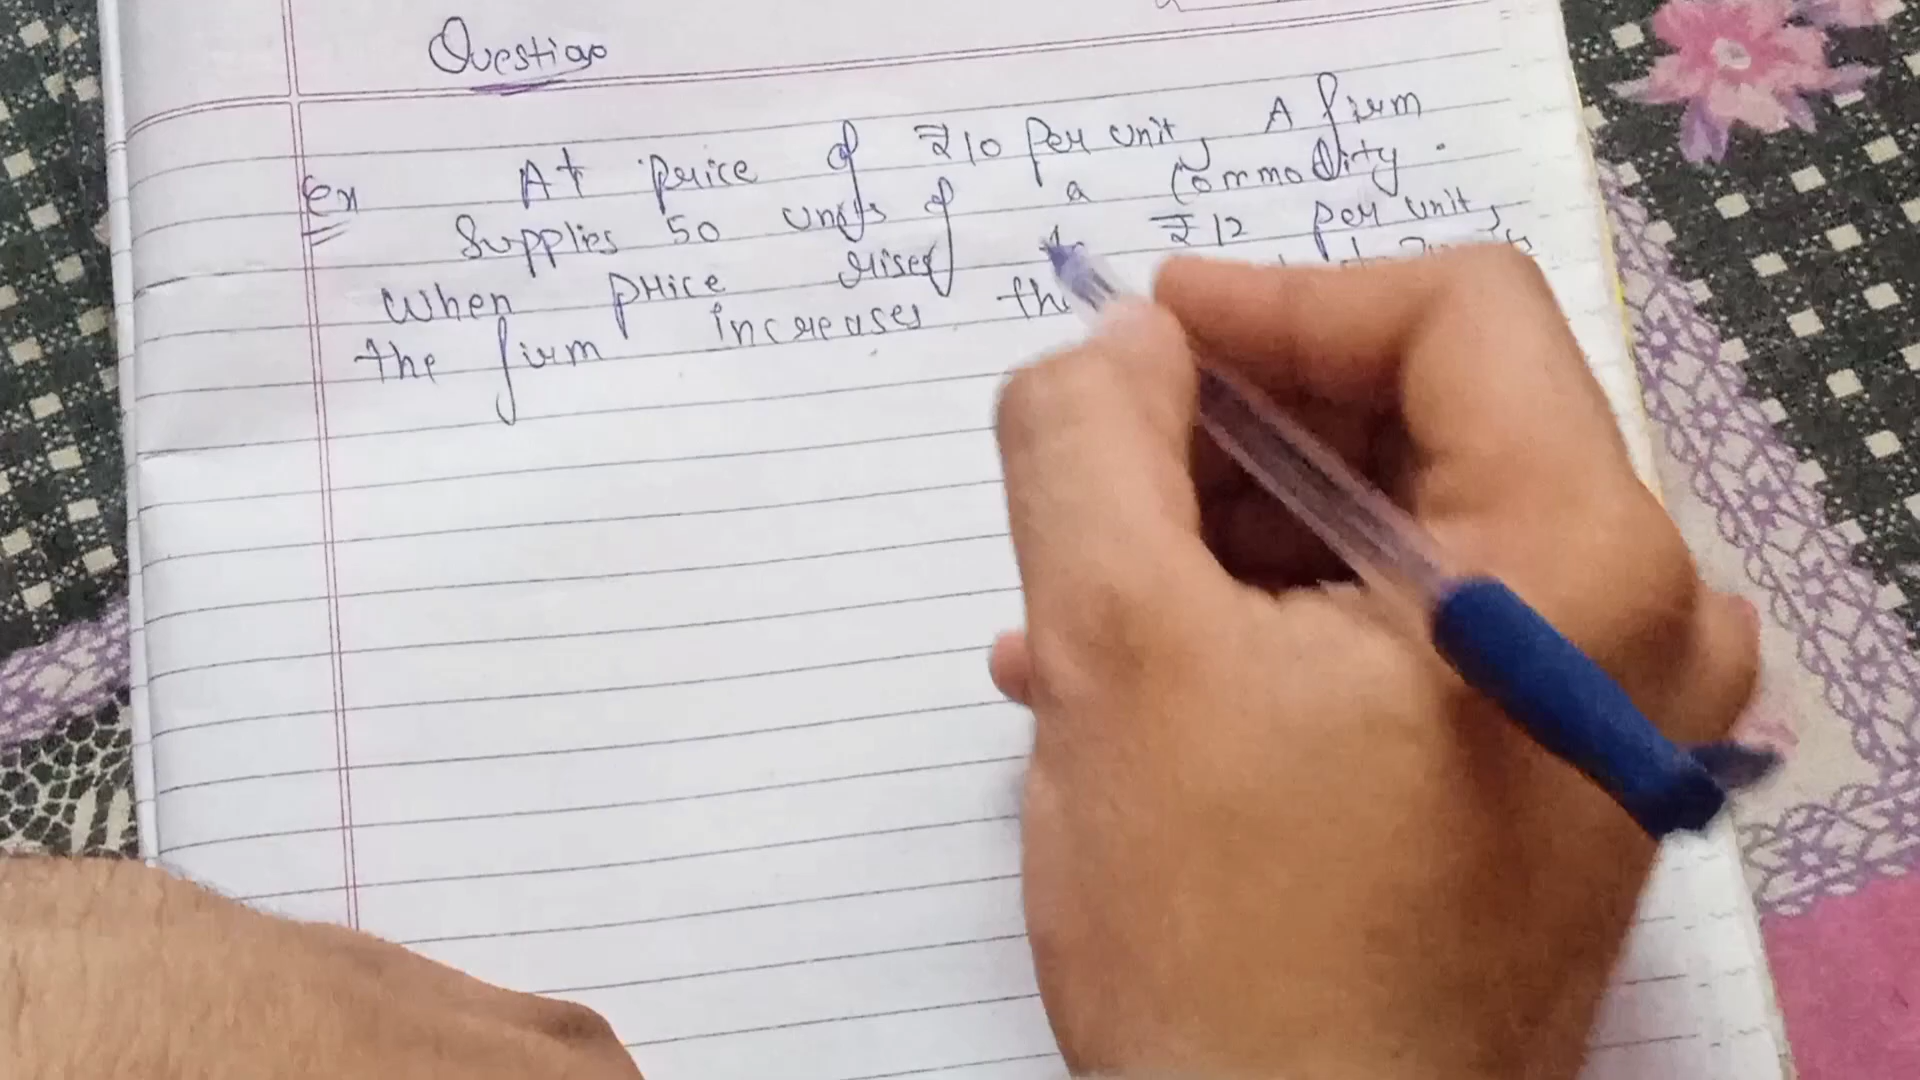 Question
Ex At price of ₹10 per unit, A firm
supplies 50 units of a commodity.
When price rises to ₹12 per unit,
the firm increases the